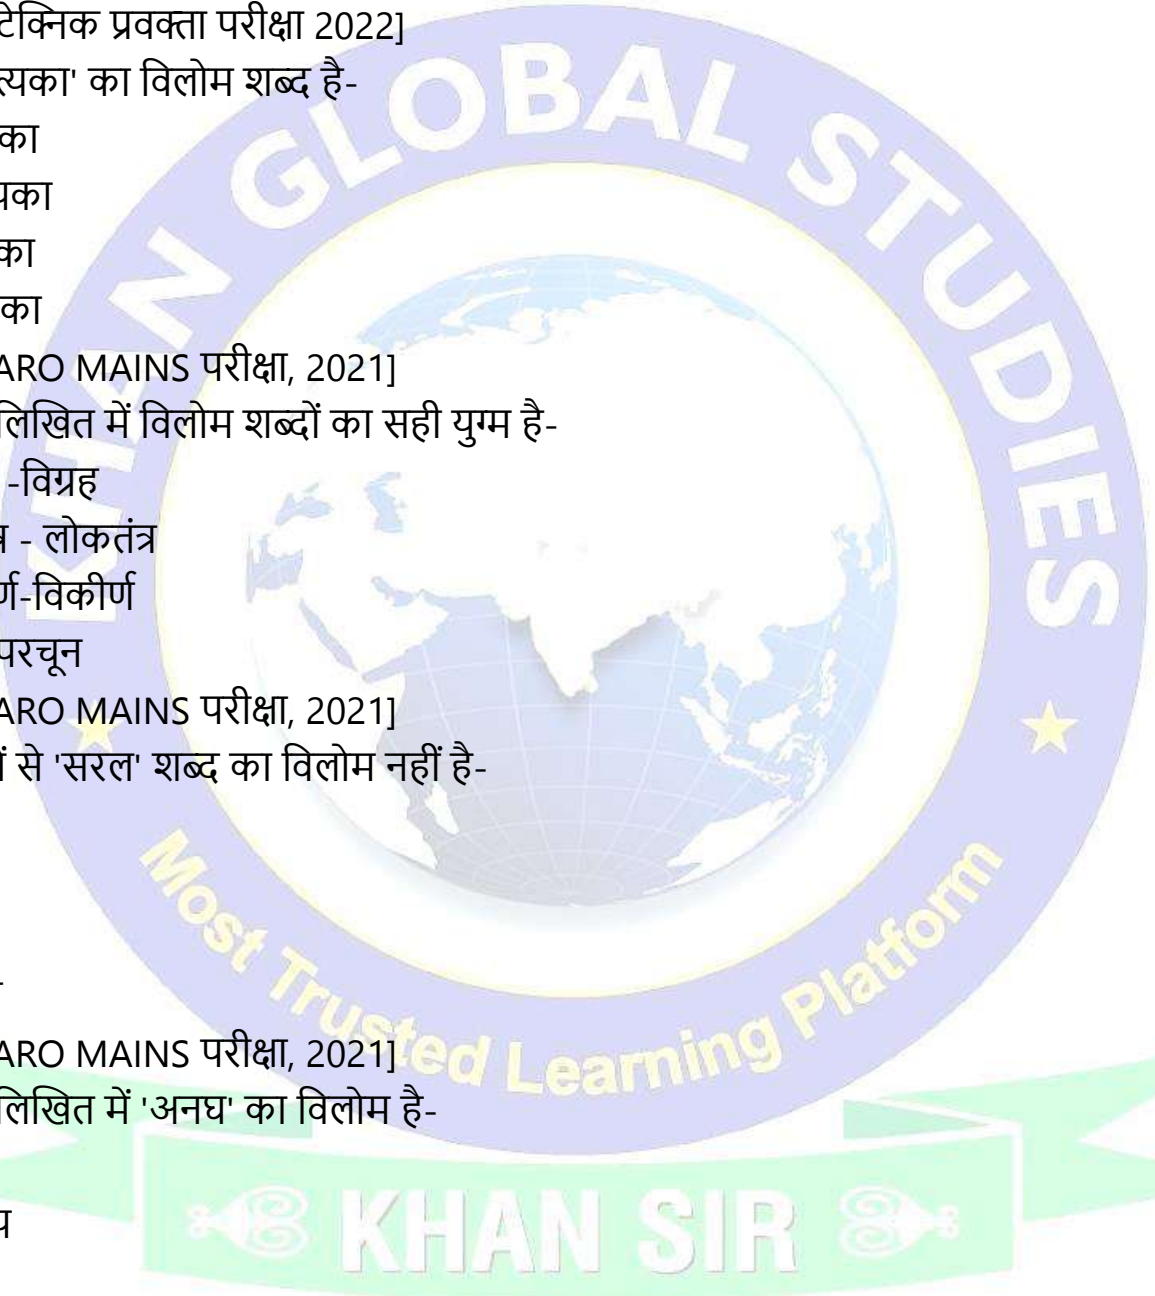 टेक्निक प्रवक्ता परीक्षा 2022]
त्यका' का विलोम शब्द है-
का
यका
का
का
ARO MAINS परीक्षा, 2021]
लिखित में विलोम शब्दों का सही युग्म है-
-विग्रह
त्र - लोकतंत्र
र्ण-विकीर्ण
परचून
ARO MAINS परीक्षा, 2021]
में से 'सरल' शब्द का विलोम नहीं है-
ARO MAINS परीक्षा, 2021]
लिखित में 'अनघ' का विलोम है-
य
KHAN GLOBAL STUDIES
Most Trusted Learning Platform
KHAN SIR